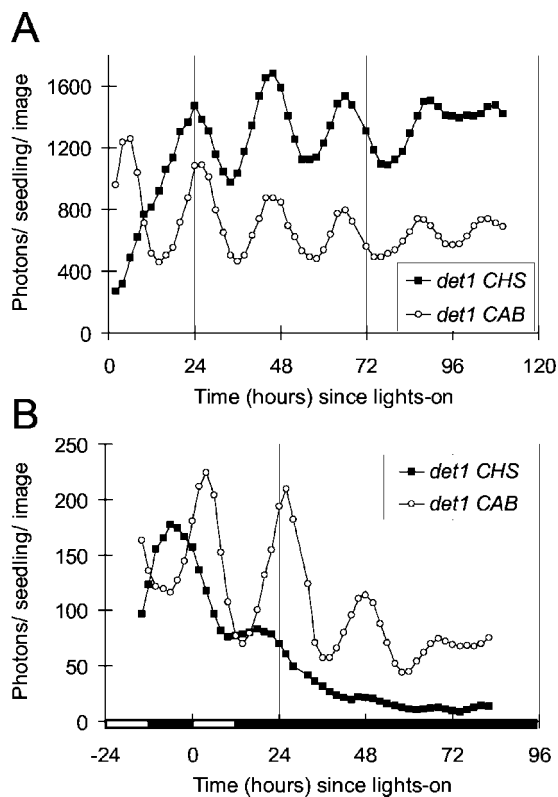 A
Photons/ seedling/ image
1600
1200
800
400
0
det1 CHS
det1 CAB
0 24 48 72 96 120
Time (hours) since lights-on
B
Photons/ seedling/ image
250
200
150
100
50
0
det1 CHS
det1 CAB
-24 0 24 48 72 96
Time (hours) since lights-on